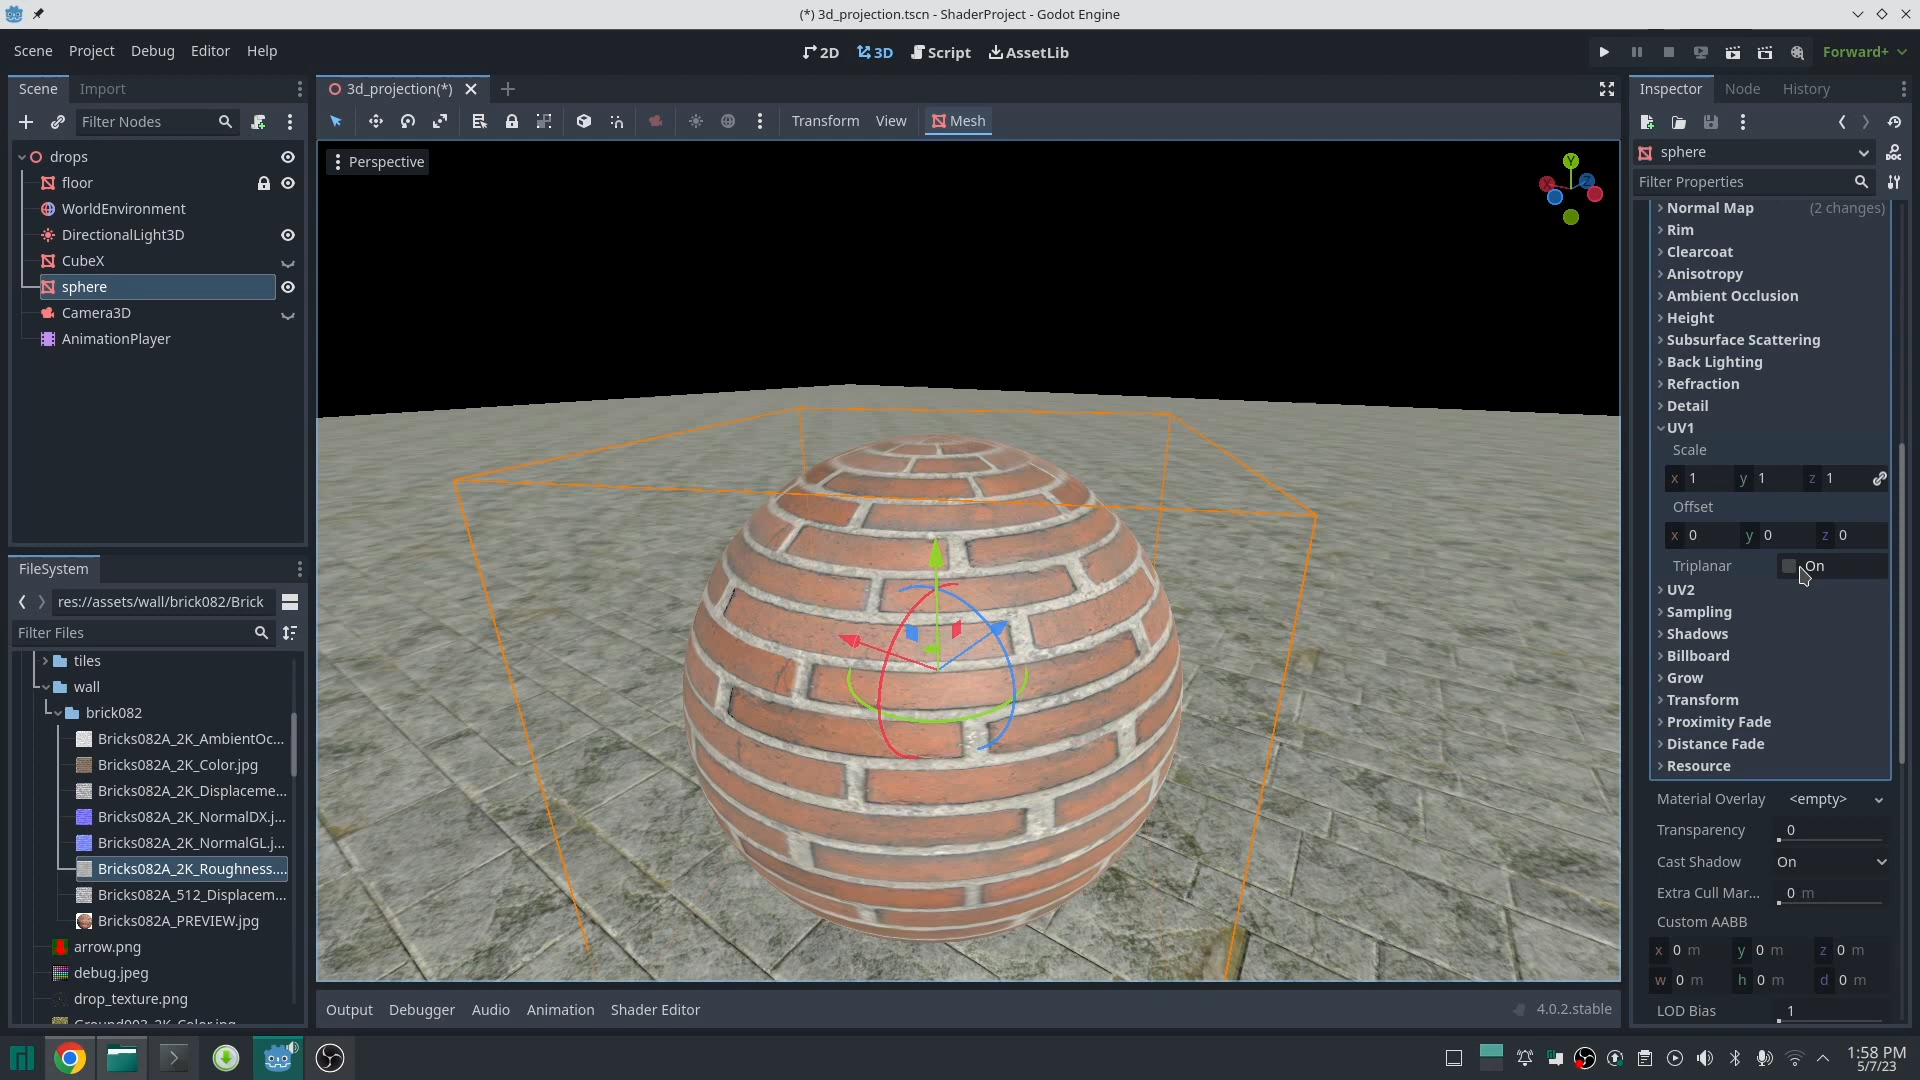 (*) 3d_projection.tscn - ShaderProject - Godot Engine
Scene Project Debug Editor Help
2D 3D Script AssetLib
Forward+
Scene Import
Filter Nodes
drops
floor
WorldEnvironment
DirectionalLight3D
CubeX
sphere
Camera3D
AnimationPlayer
FileSystem
res://assets/wall/brick082/Brick
Filter Files
tiles
wall
brick082
Bricks082A_2K_AmbientOc...
Bricks082A_2K_Color.jpg
Bricks082A_2K_Displaceme...
Bricks082A_2K_NormalDX.j...
Bricks082A_2K_NormalGL.j...
Bricks082A_2K_Roughness....
Bricks082A_512_Displacem...
Bricks082A_PREVIEW.jpg
arrow.png
debug.jpeg
drop_texture.png
Ground003_2K_Color.jpg
3d_projection(*)
Transform View Mesh
Perspective
Y
X
Z
Output Debugger Audio Animation Shader Editor
4.0.2.stable
Inspector Node History
sphere
Filter Properties
Normal Map (2 changes)
Rim
Clearcoat
Anisotropy
Ambient Occlusion
Height
Subsurface Scattering
Back Lighting
Refraction
Detail
UV1
Scale
x 1 y 1 z 1
Offset
x 0 y 0 z 0
Triplanar On
UV2
Sampling
Shadows
Billboard
Grow
Transform
Proximity Fade
Distance Fade
Resource
Material Overlay <empty>
Transparency 0
Cast Shadow On
Extra Cull Mar... 0 m
Custom AABB
x 0 m y 0 m z 0 m
w 0 m h 0 m d 0 m
LOD Bias 1
1:58 PM
5/7/23